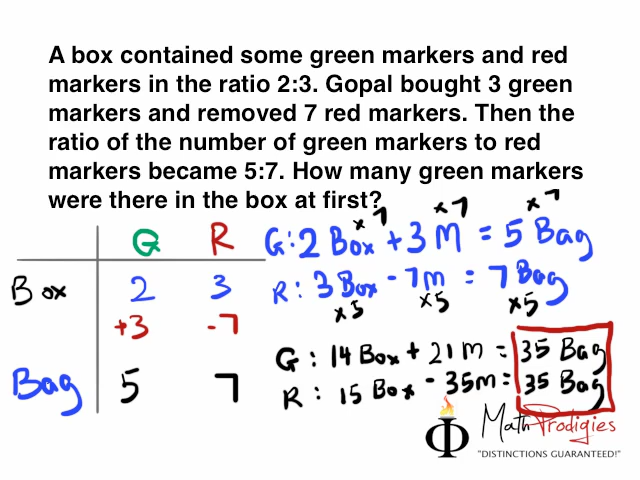 A box contained some green markers and red
markers in the ratio 2:3. Gopal bought 3 green
markers and removed 7 red markers. Then the
ratio of the number of green markers to red
markers became 5:7. How many green markers
were there in the box at first?
x7 x7 x7
G R
G: 2 Box + 3 M = 5 Bag
Box 2 3
R: 3 Box - 7m = 7 Bag
x5 x5 x5
+3 -7
G: 14 Box + 21 M = 35 Bag
Bag 5 7
R: 15 Box - 35m = 35 Bag
Math Prodigies
"DISTINCTIONS GUARANTEED!"